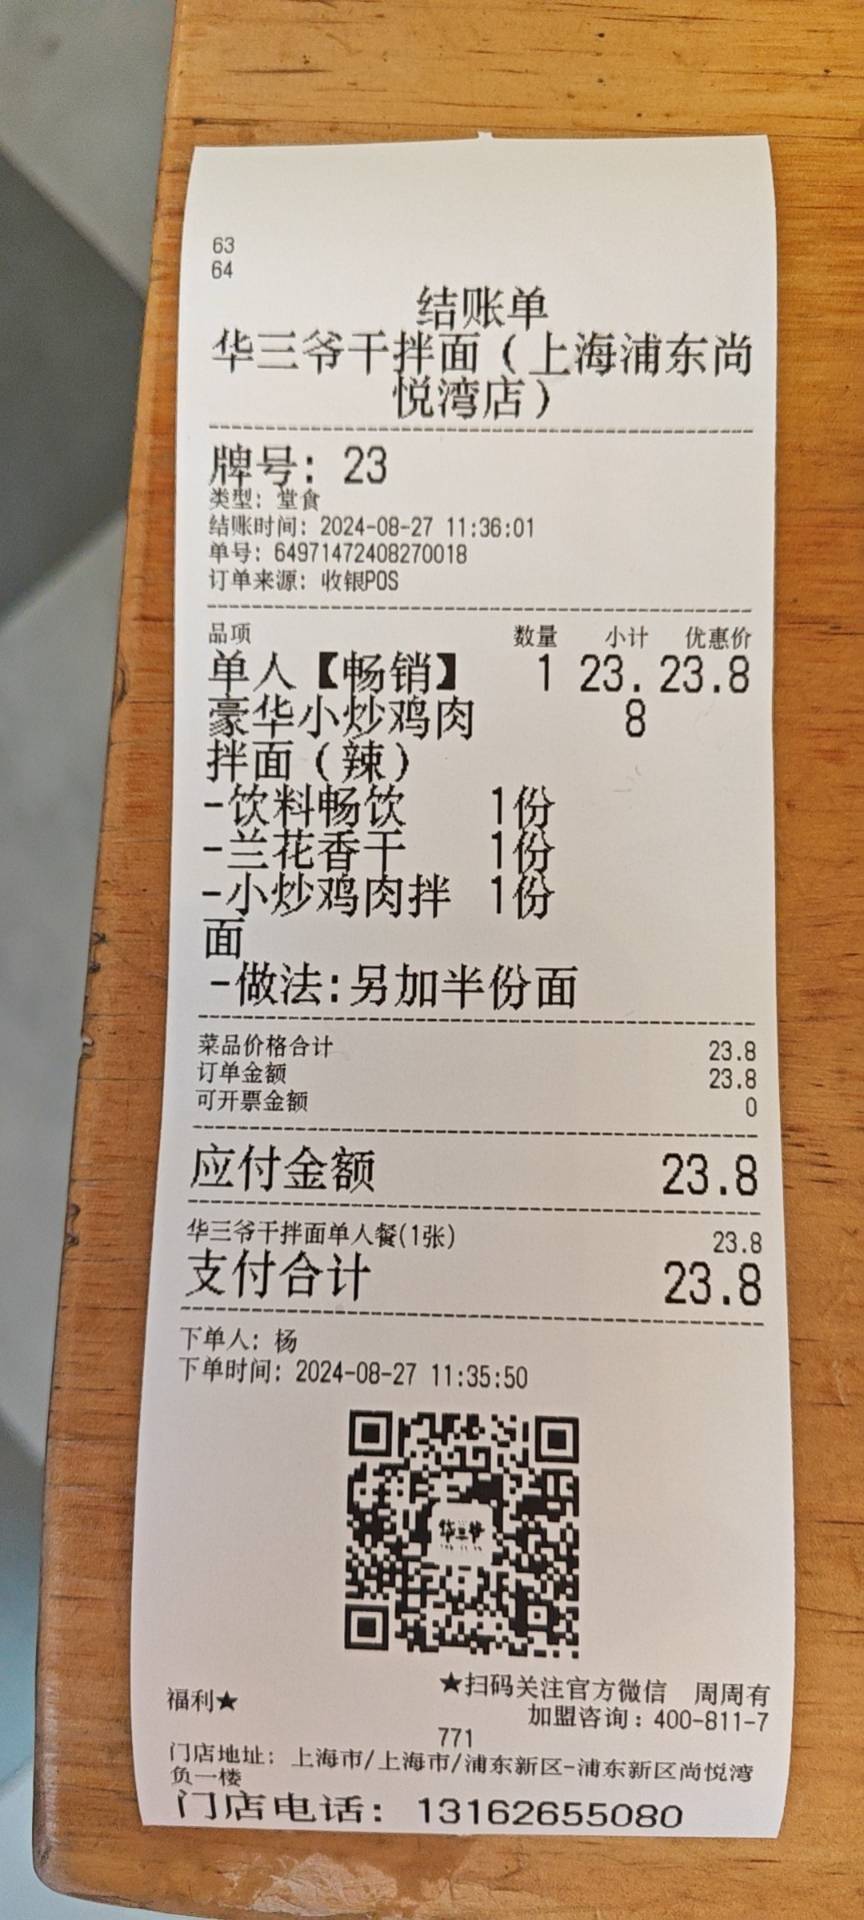 63
64
结账单
华三爷干拌面（上海浦东尚
悦湾店）
牌号：23
类型：堂食
结账时间：2024-08-27 11:36:01
单号：64971472408270018
订单来源：收银POS
品项 数量 小计 优惠价
单人【畅销】 1 23. 23.8
豪华小炒鸡肉 8
拌面（辣）
-饮料畅饮 1份
-兰花香干 1份
-小炒鸡肉拌 1份
面
-做法：另加半份面
菜品价格合计 23.8
订单金额 23.8
可开票金额 0
应付金额 23.8
华三爷干拌面单人餐(1张) 23.8
支付合计 23.8
下单人：杨
下单时间：2024-08-27 11:35:50
华三爷
★扫码关注官方微信 周周有
福利★
加盟咨询：400-811-7
771
门店地址：上海市/上海市/浦东新区-浦东新区尚悦湾
负一楼
门店电话：13162655080